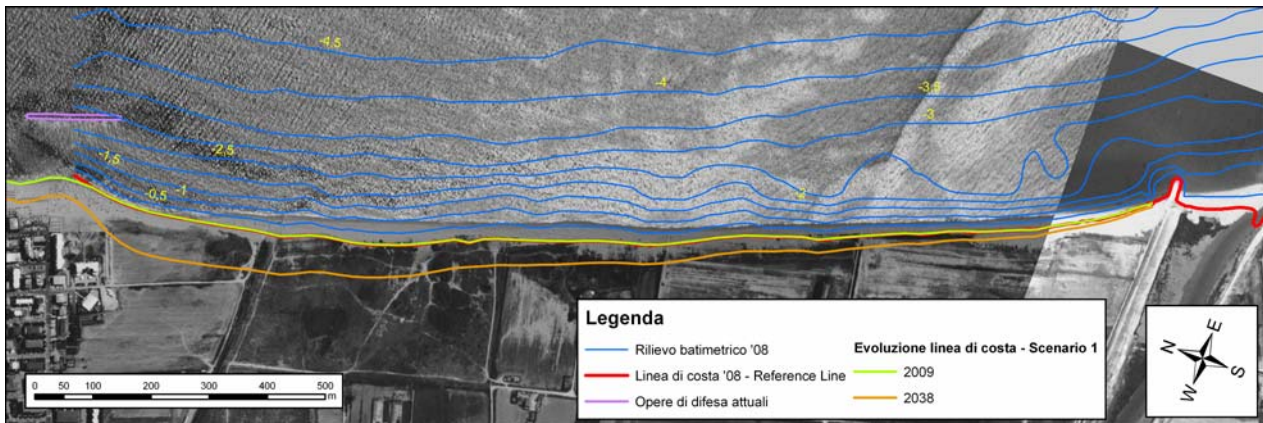 -4,5
-4
-3,5
-3
-2,5
-1,5
-1
-0,5
-2
Legenda
Rilievo batimetrico '08
Linea di costa '08 - Reference Line
Opere di difesa attuali
Evoluzione linea di costa - Scenario 1
2009
2038
0 50 100 200 300 400 500
m
N
E
W
S